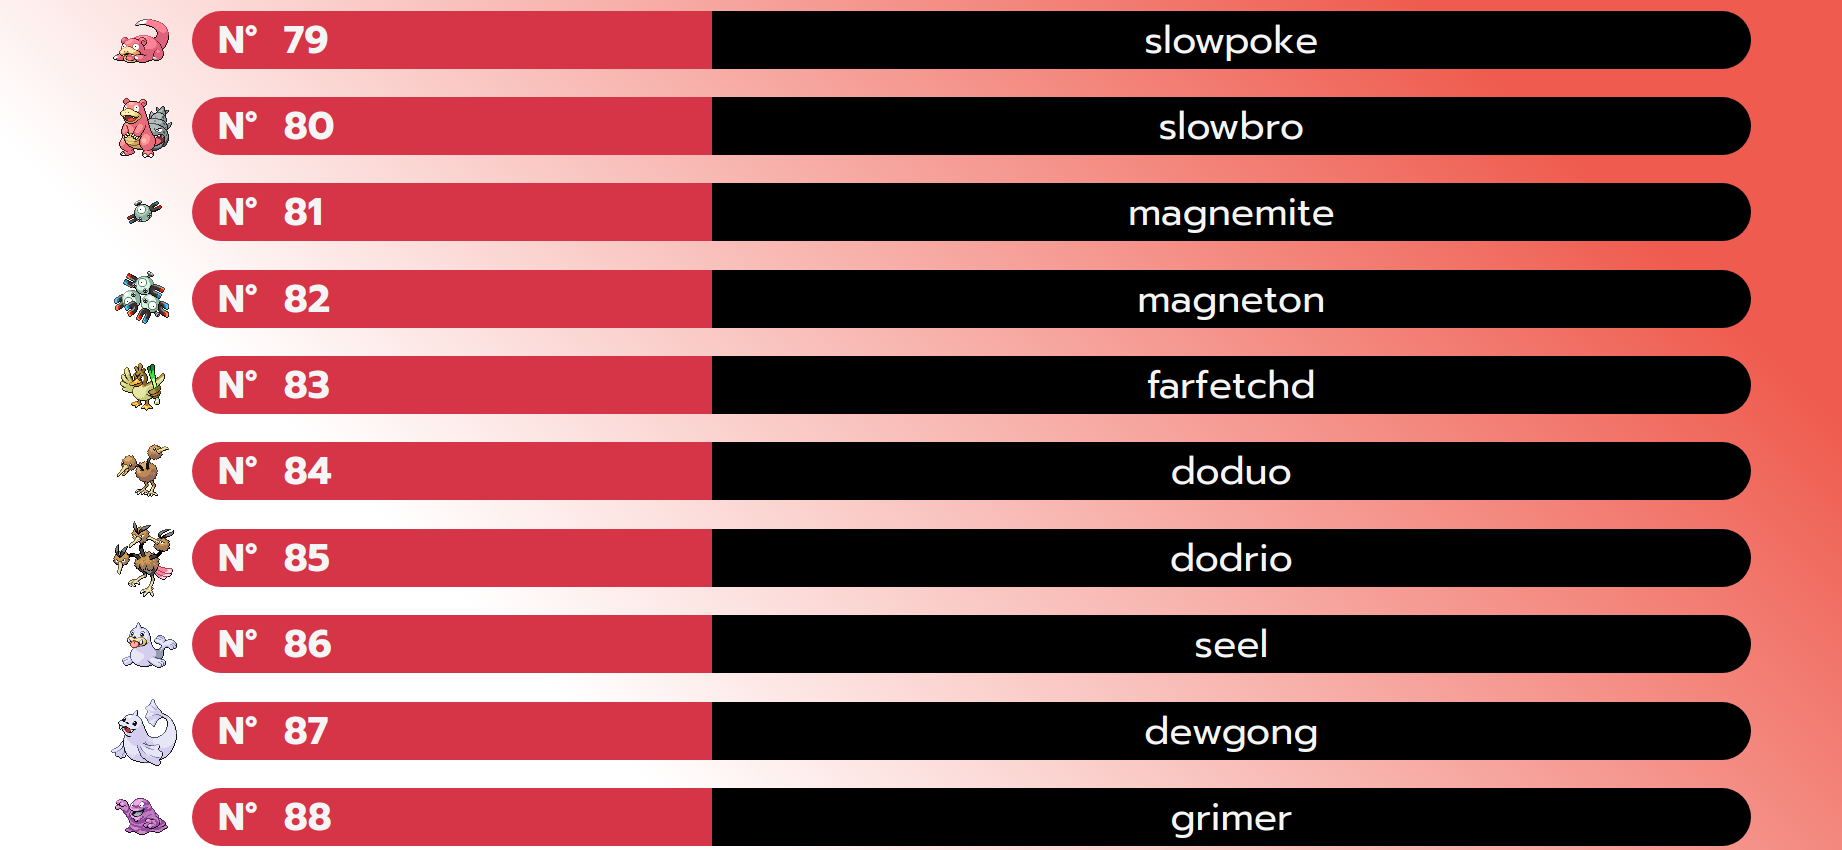 N° 79 slowpoke
N° 80 slowbro
N° 81 magnemite
N° 82 magneton
N° 83 farfetchd
N° 84 doduo
N° 85 dodrio
N° 86 seel
N° 87 dewgong
N° 88 grimer